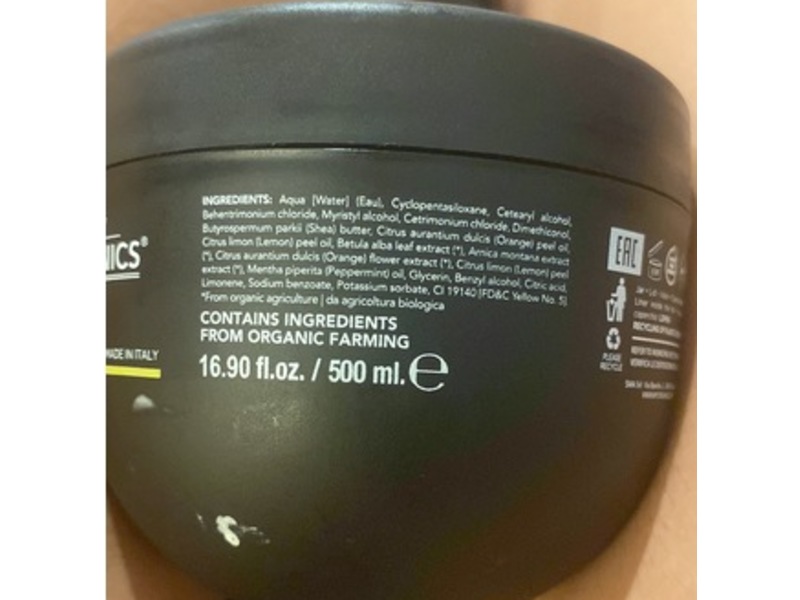 INGREDIENTS: Aqua [Water] (Eau), Cyclopentasiloxane, Cetearyl alcohol,
Behentrimonium chloride, Myristyl alcohol, Cetrimonium chloride, Dimethiconol,
Butyrospermum parkii (Shea) butter, Citrus aurantium dulcis (Orange) peel oil,
Citrus limon (Lemon) peel oil, Betula alba leaf extract (*), Arnica montana extract
(*), Citrus aurantium dulcis (Orange) flower extract (*), Citrus limon (Lemon) peel
extract (*), Mentha piperita (Peppermint) oil, Glycerin, Benzyl alcohol, Citric acid,
Limonene, Sodium benzoate, Potassium sorbate, CI 19140 [FD&C Yellow No. 5]
*From organic agriculture | da agricoltura biologica
CONTAINS INGREDIENTS
FROM ORGANIC FARMING
16.90 fl.oz. / 500 ml. e
NICS®
MADE IN ITALY
EAC
PLEASE
RECYCLE